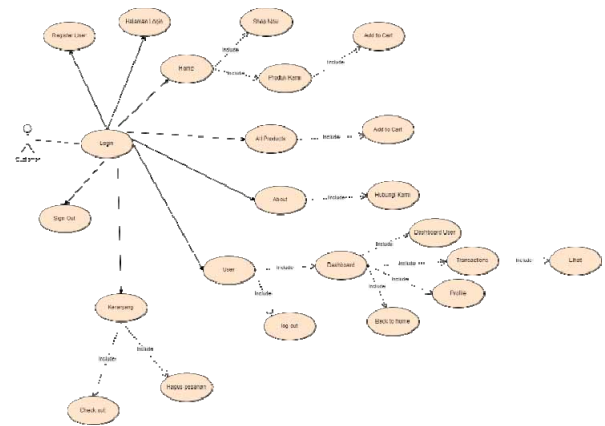 Register User
Halaman Login
Shop Now
Add to Cart
Home
Include
Include
Include
Produk Kami
Customer
Login
All Products
Include
Add to Cart
Sign Out
About
Include
Hubungi Kami
User
Include
Dashboard
Include
Dashboard User
Include
Transactions
Include
Lihat
Include
Profile
Include
Back to home
Include
log out
Keranjang
Include
Include
Hapus pesanan
Check out